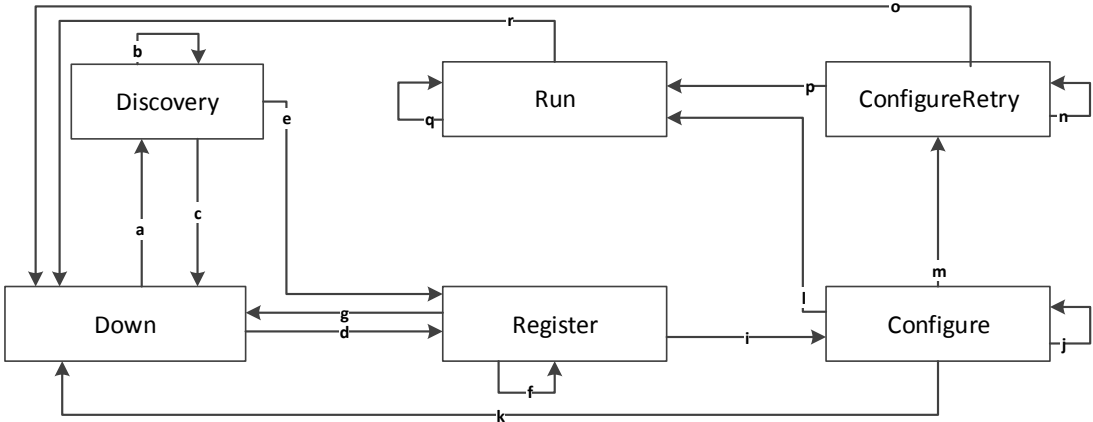 o
r
b
Discovery
e
Run
q
p
ConfigureRetry
n
a
c
l
m
Down
g
d
Register
i
Configure
j
f
k